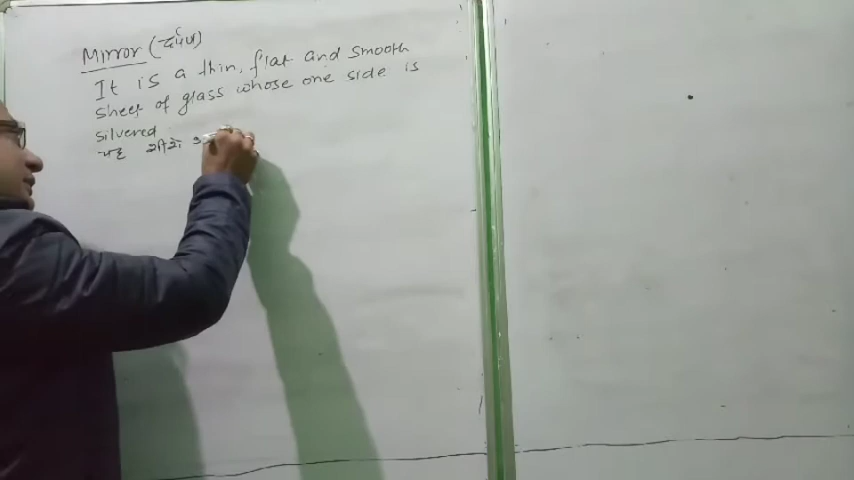 Mirror (दर्पण)
It is a thin, flat and smooth
sheet of glass whose one side is
silvered
यह